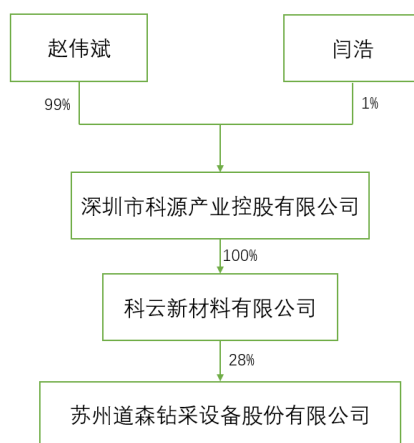 赵伟斌
闫浩
99%
1%
深圳市科源产业控股有限公司
100%
科云新材料有限公司
28%
苏州道森钻采设备股份有限公司